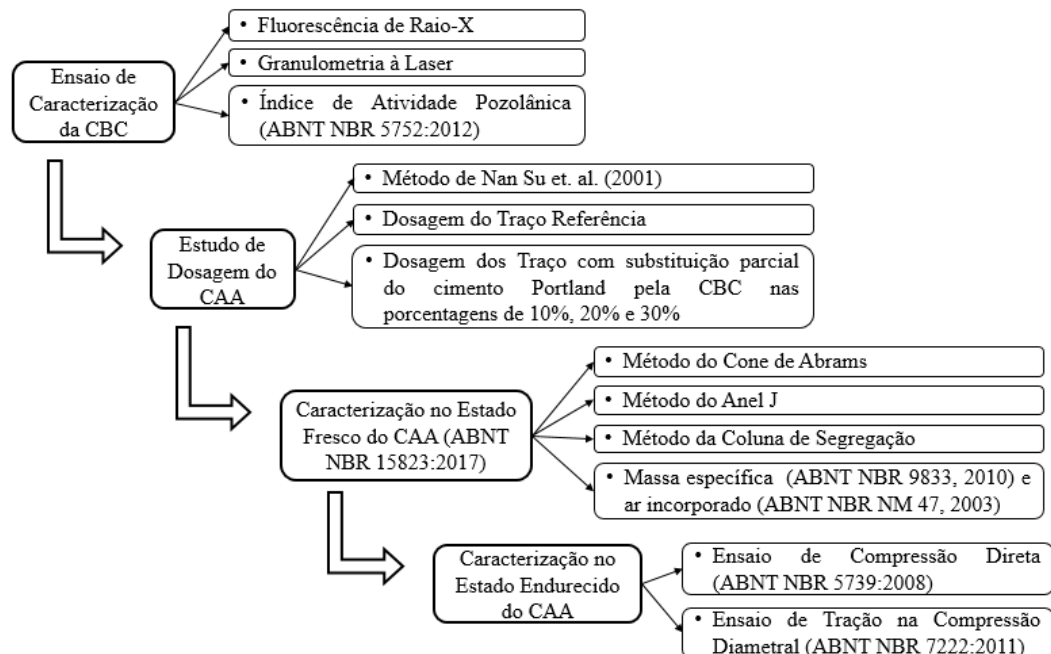 Ensaio de
Caracterização
da CBC
• Fluorescência de Raio-X
• Granulometria à Laser
• Índice de Atividade Pozolânica
(ABNT NBR 5752:2012)
Estudo de
Dosagem do
CAA
• Método de Nan Su et. al. (2001)
• Dosagem do Traço Referência
• Dosagem dos Traço com substituição parcial
do cimento Portland pela CBC nas
porcentagens de 10%, 20% e 30%
Caracterização no Estado
Fresco do CAA (ABNT
NBR 15823:2017)
• Método do Cone de Abrams
• Método do Anel J
• Método da Coluna de Segregação
• Massa específica (ABNT NBR 9833, 2010) e
ar incorporado (ABNT NBR NM 47, 2003)
Caracterização no
Estado Endurecido
do CAA
• Ensaio de Compressão Direta
(ABNT NBR 5739:2008)
• Ensaio de Tração na Compressão
Diametral (ABNT NBR 7222:2011)